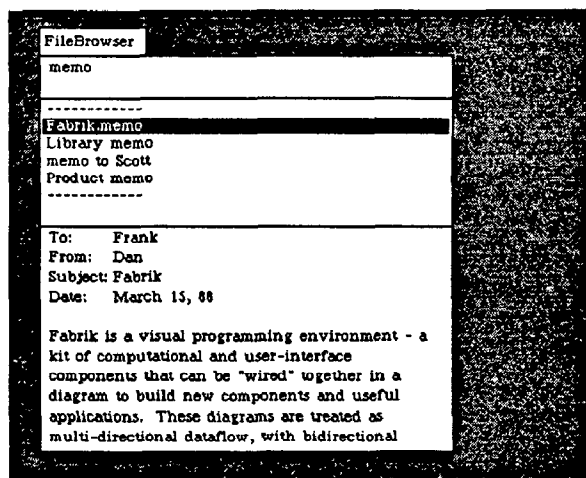 FileBrowser
memo
-------------
Fabrik.memo
Library memo
memo to Scott
Product memo
-------------
To: Frank
From: Dan
Subject: Fabrik
Date: March 15, 88
Fabrik is a visual programming environment - a
kit of computational and user-interface
components that can be "wired" together in a
diagram to build new components and useful
applications. These diagrams are treated as
multi-directional dataflow, with bidirectional